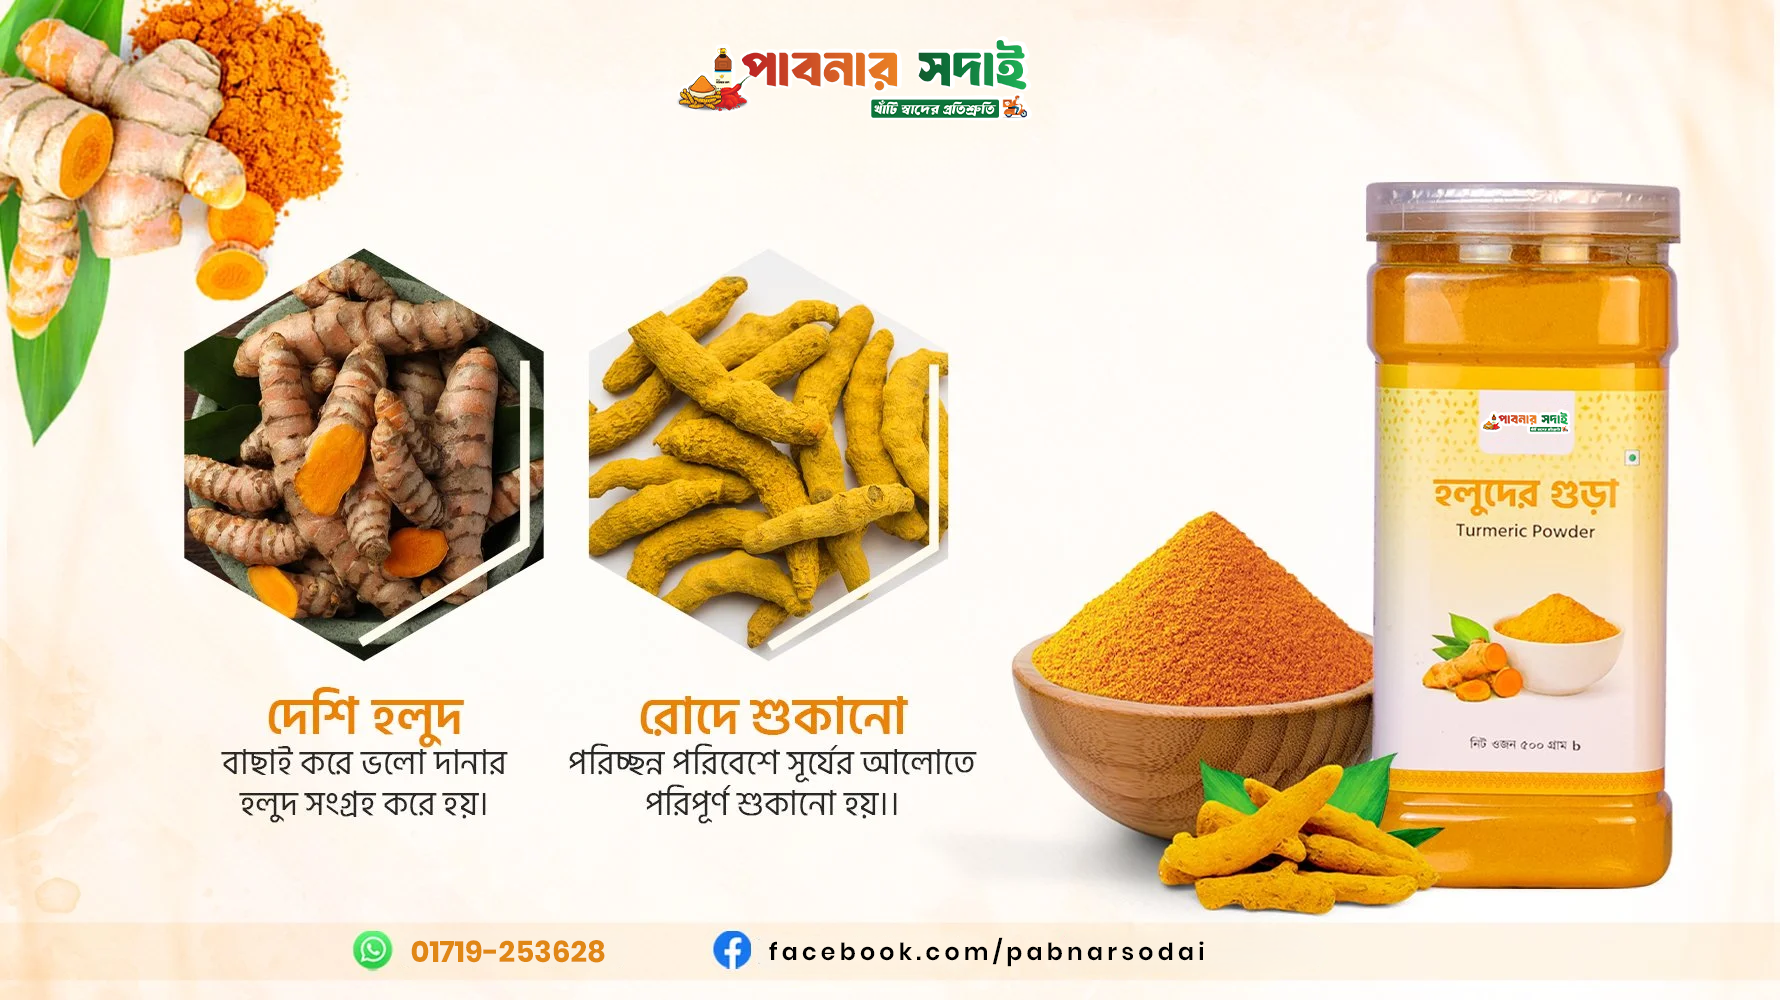 পাবনার সদাই
খাঁটি স্বাদের প্রতিশ্রুতি
পাবনার সদাই
হলুদের গুড়া
Turmeric Powder
নিট ওজন ৫০০ গ্রাম b
দেশি হলুদ
বাছাই করে ভলো দানার
হলুদ সংগ্রহ করে হয়।
রোদে শুকানো
পরিচ্ছন্ন পরিবেশে সূর্যের আলোতে
পরিপূর্ণ শুকানো হয়।।
01719-253628
facebook.com/pabnarsodai